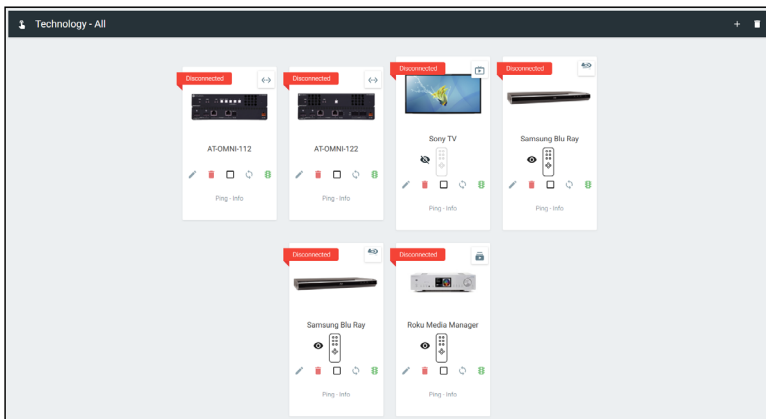 Technology - All
Disconnected
AT-OMNI-112
Ping - Info
Disconnected
AT-OMNI-122
Ping - Info
Disconnected
Sony TV
Ping - Info
Disconnected
Samsung Blu Ray
Ping - Info
Disconnected
Samsung Blu Ray
Ping - Info
Disconnected
Roku Media Manager
Ping - Info